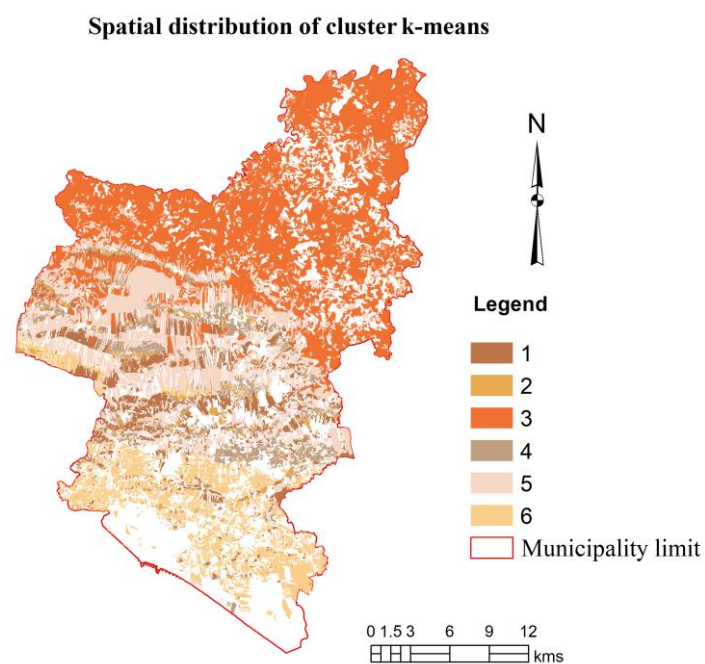 Spatial distribution of cluster k-means
N
Legend
1
2
3
4
5
6
Municipality limit
0 1.5 3 6 9 12
kms